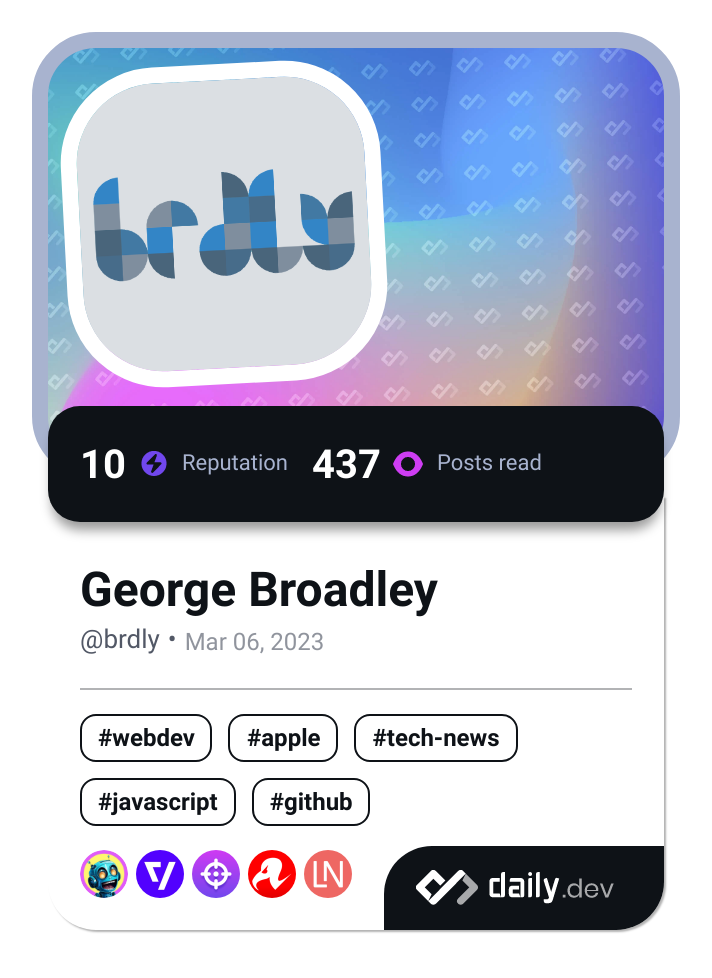 brdly
10 Reputation 437 Posts read
George Broadley
@brdly • Mar 06, 2023
#webdev #apple #tech-news
#javascript #github
LN
daily.dev